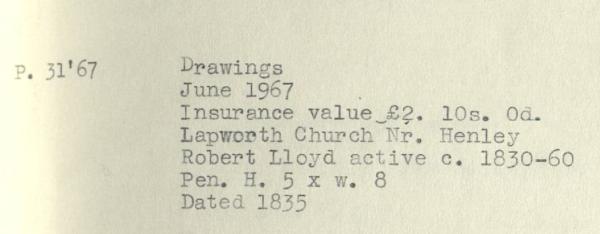 P. 31'67 Drawings
June 1967
Insurance value £2. 10s. 0d.
Lapworth Church Nr. Henley
Robert Lloyd active c. 1830-60
Pen. H. 5 x w. 8
Dated 1835